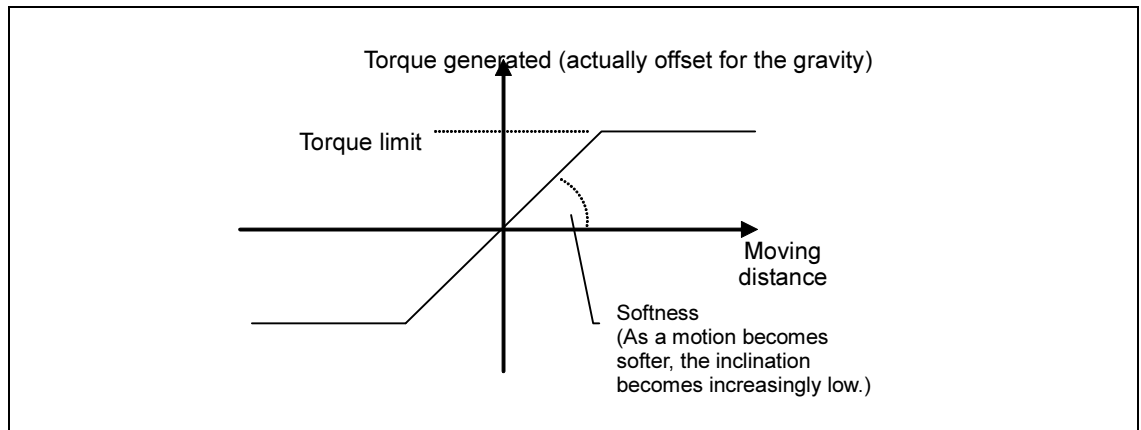 Torque generated (actually offset for the gravity)
Torque limit
Moving
distance
Softness
(As a motion becomes
softer, the inclination
becomes increasingly low.)